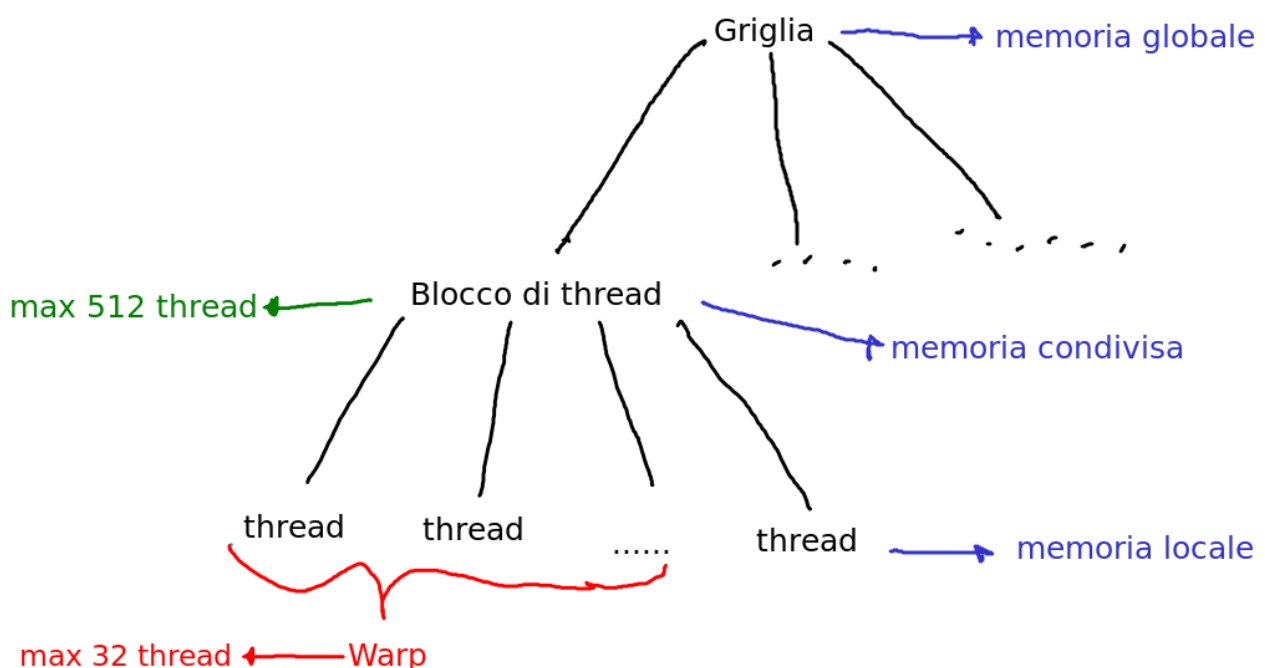 Griglia
memoria globale
max 512 thread
Blocco di thread
memoria condivisa
thread
thread
......
thread
memoria locale
max 32 thread
Warp